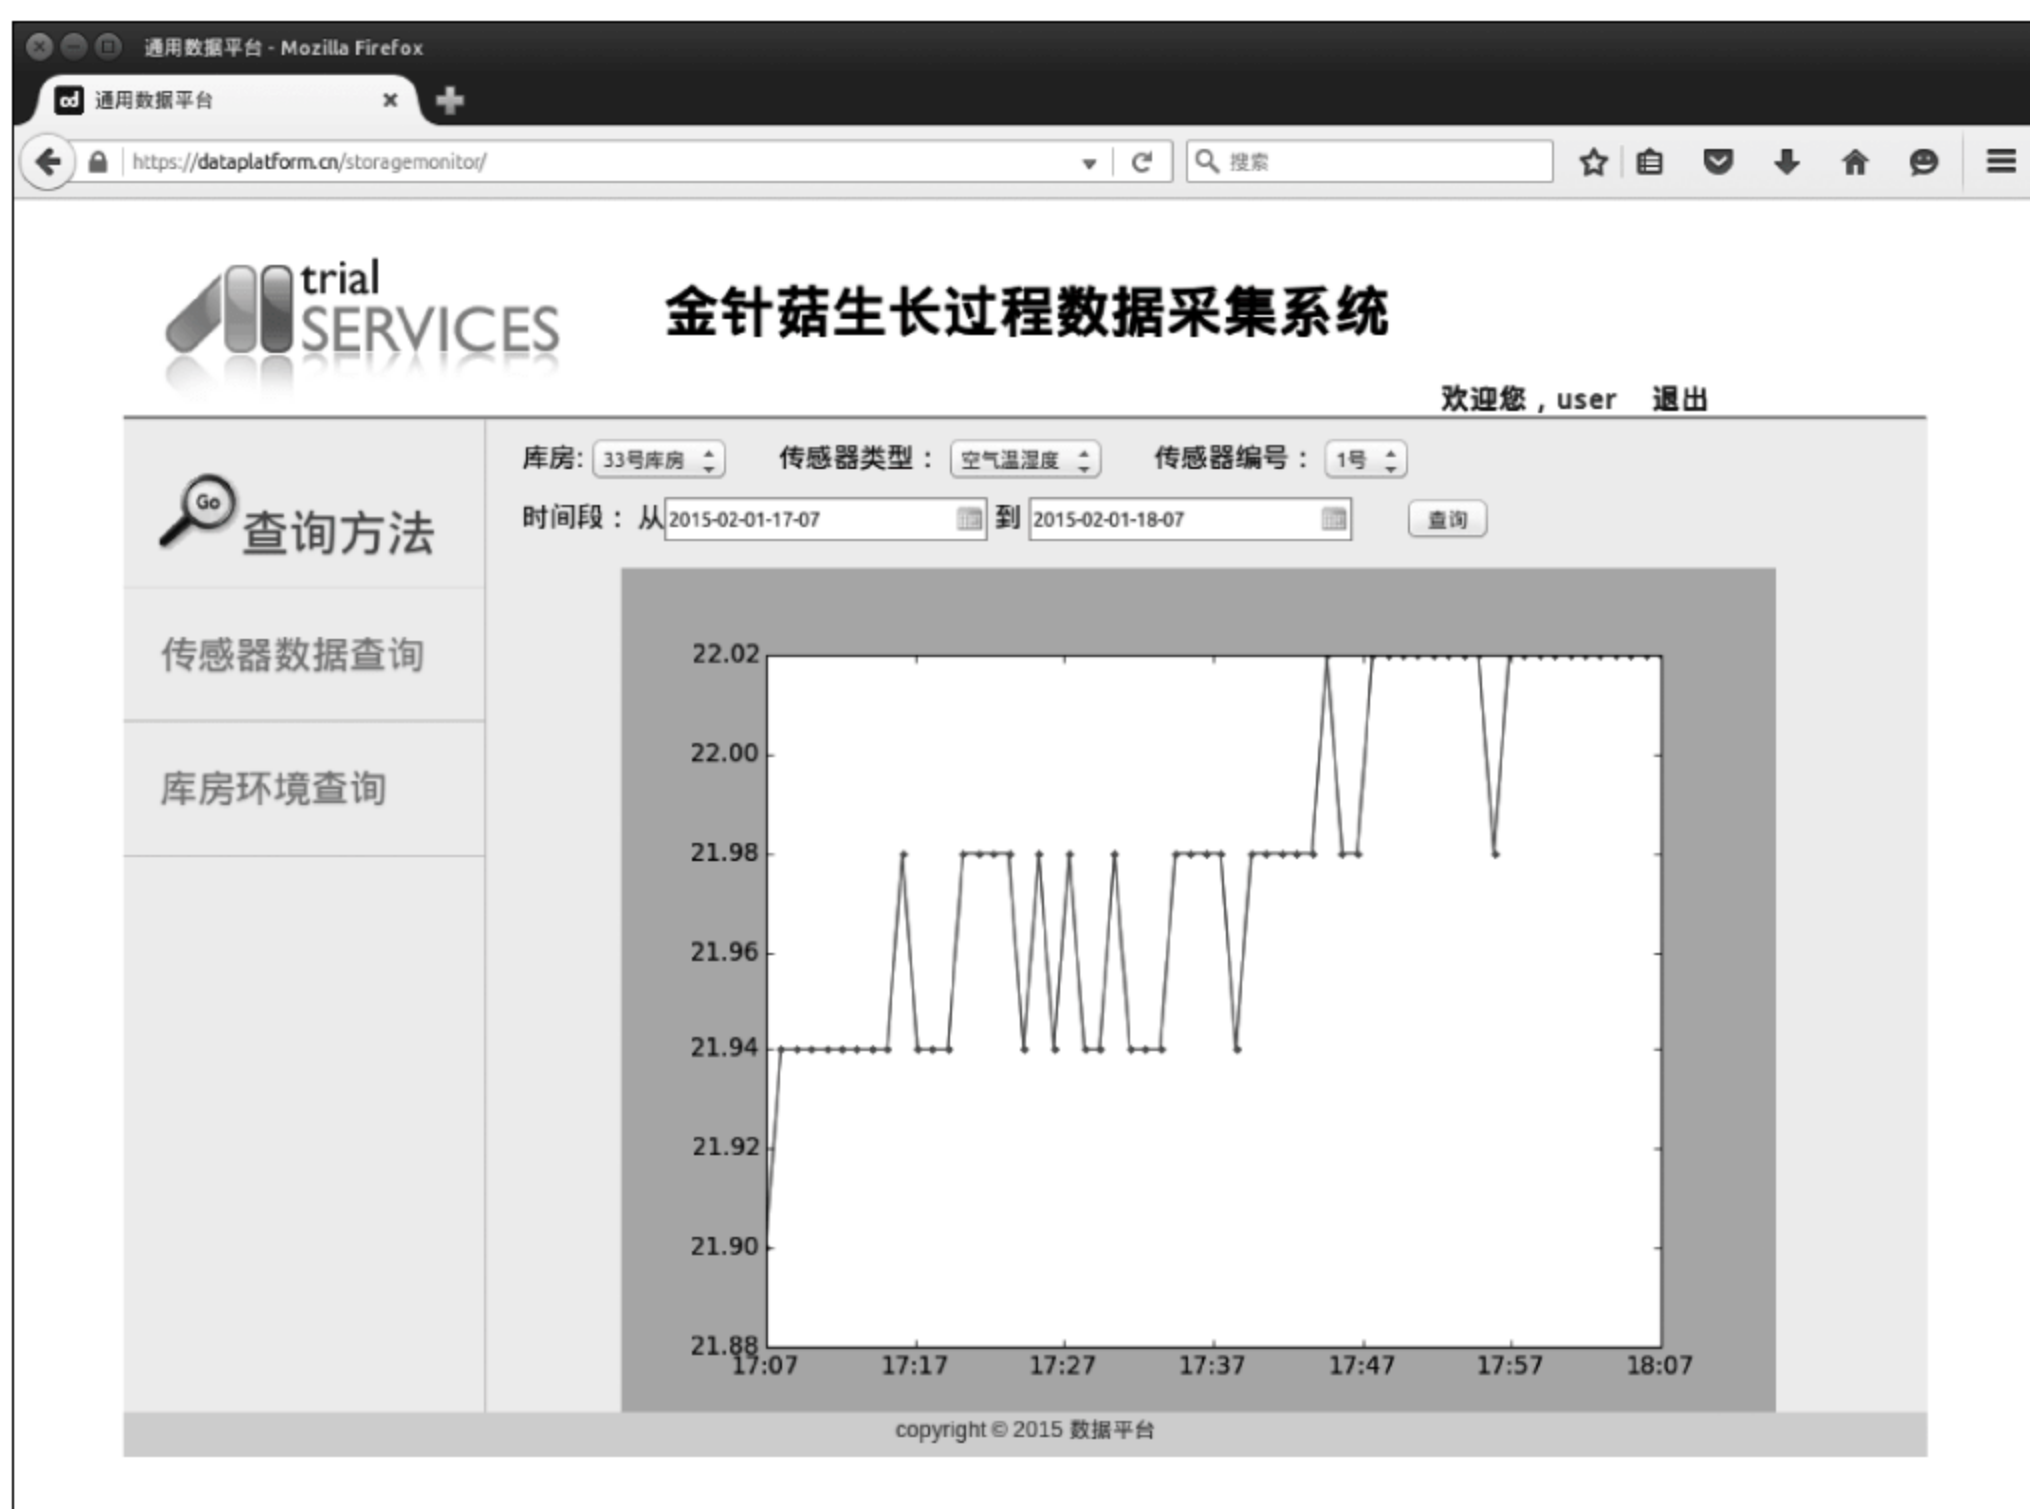 通用数据平台 - Mozilla Firefox
通用数据平台
https://dataplatform.cn/storagemonitor/
搜索
trial
SERVICES
金针菇生长过程数据采集系统
欢迎您，user 退出
Go
查询方法
传感器数据查询
库房环境查询
库房: 33号库房 传感器类型： 空气温湿度 传感器编号： 1号
时间段： 从 2015-02-01-17-07 到 2015-02-01-18-07 查询
22.02
22.00
21.98
21.96
21.94
21.92
21.90
21.88
17:07 17:17 17:27 17:37 17:47 17:57 18:07
copyright © 2015 数据平台